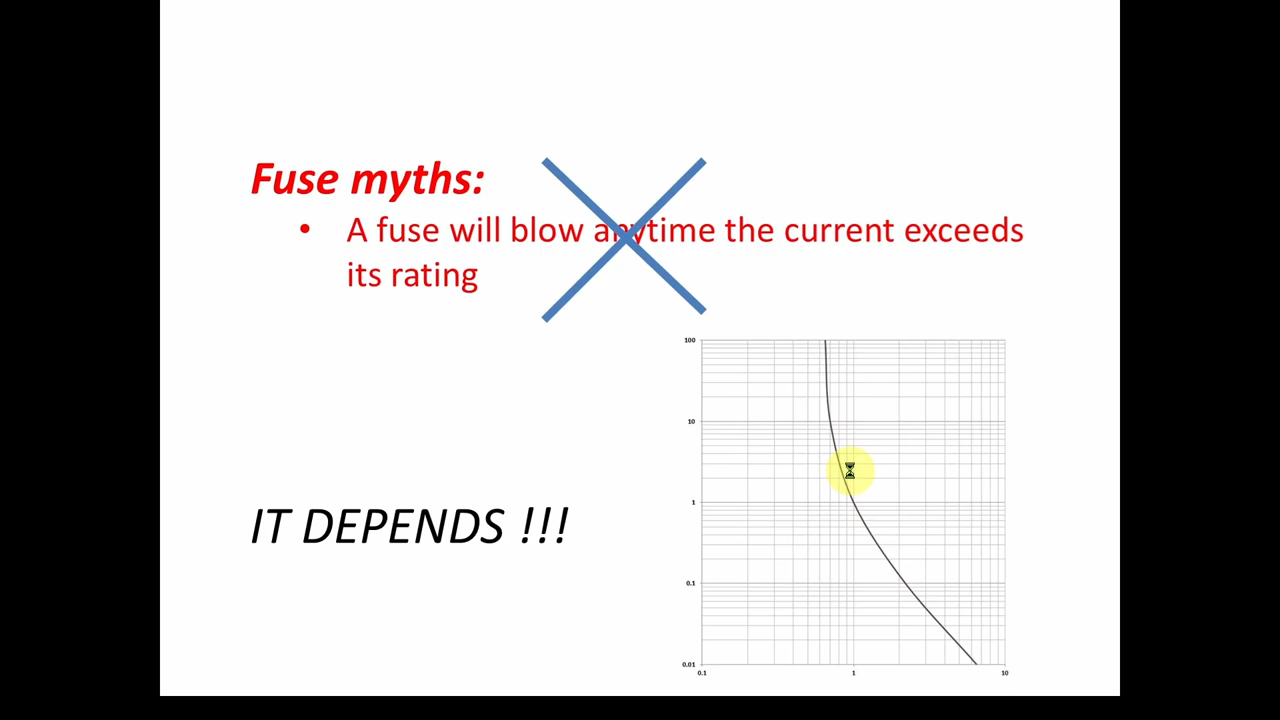 Fuse myths:
• A fuse will blow anytime the current exceeds
its rating
IT DEPENDS !!!
100
10
1
0.1
0.01
0.1
1
10